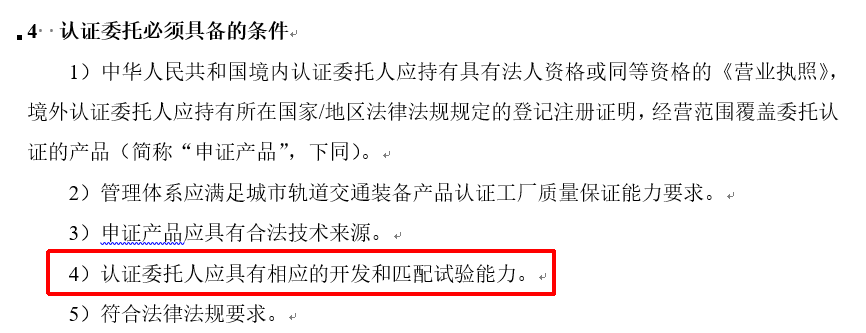 4 认证委托必须具备的条件
1）中华人民共和国境内认证委托人应持有具有法人资格或同等资格的《营业执照》，
境外认证委托人应持有所在国家/地区法律法规规定的登记注册证明，经营范围覆盖委托认
证的产品（简称“申证产品”，下同）。
2）管理体系应满足城市轨道交通装备产品认证工厂质量保证能力要求。
3）申证产品应具有合法技术来源。
4）认证委托人应具有相应的开发和匹配试验能力。
5）符合法律法规要求。